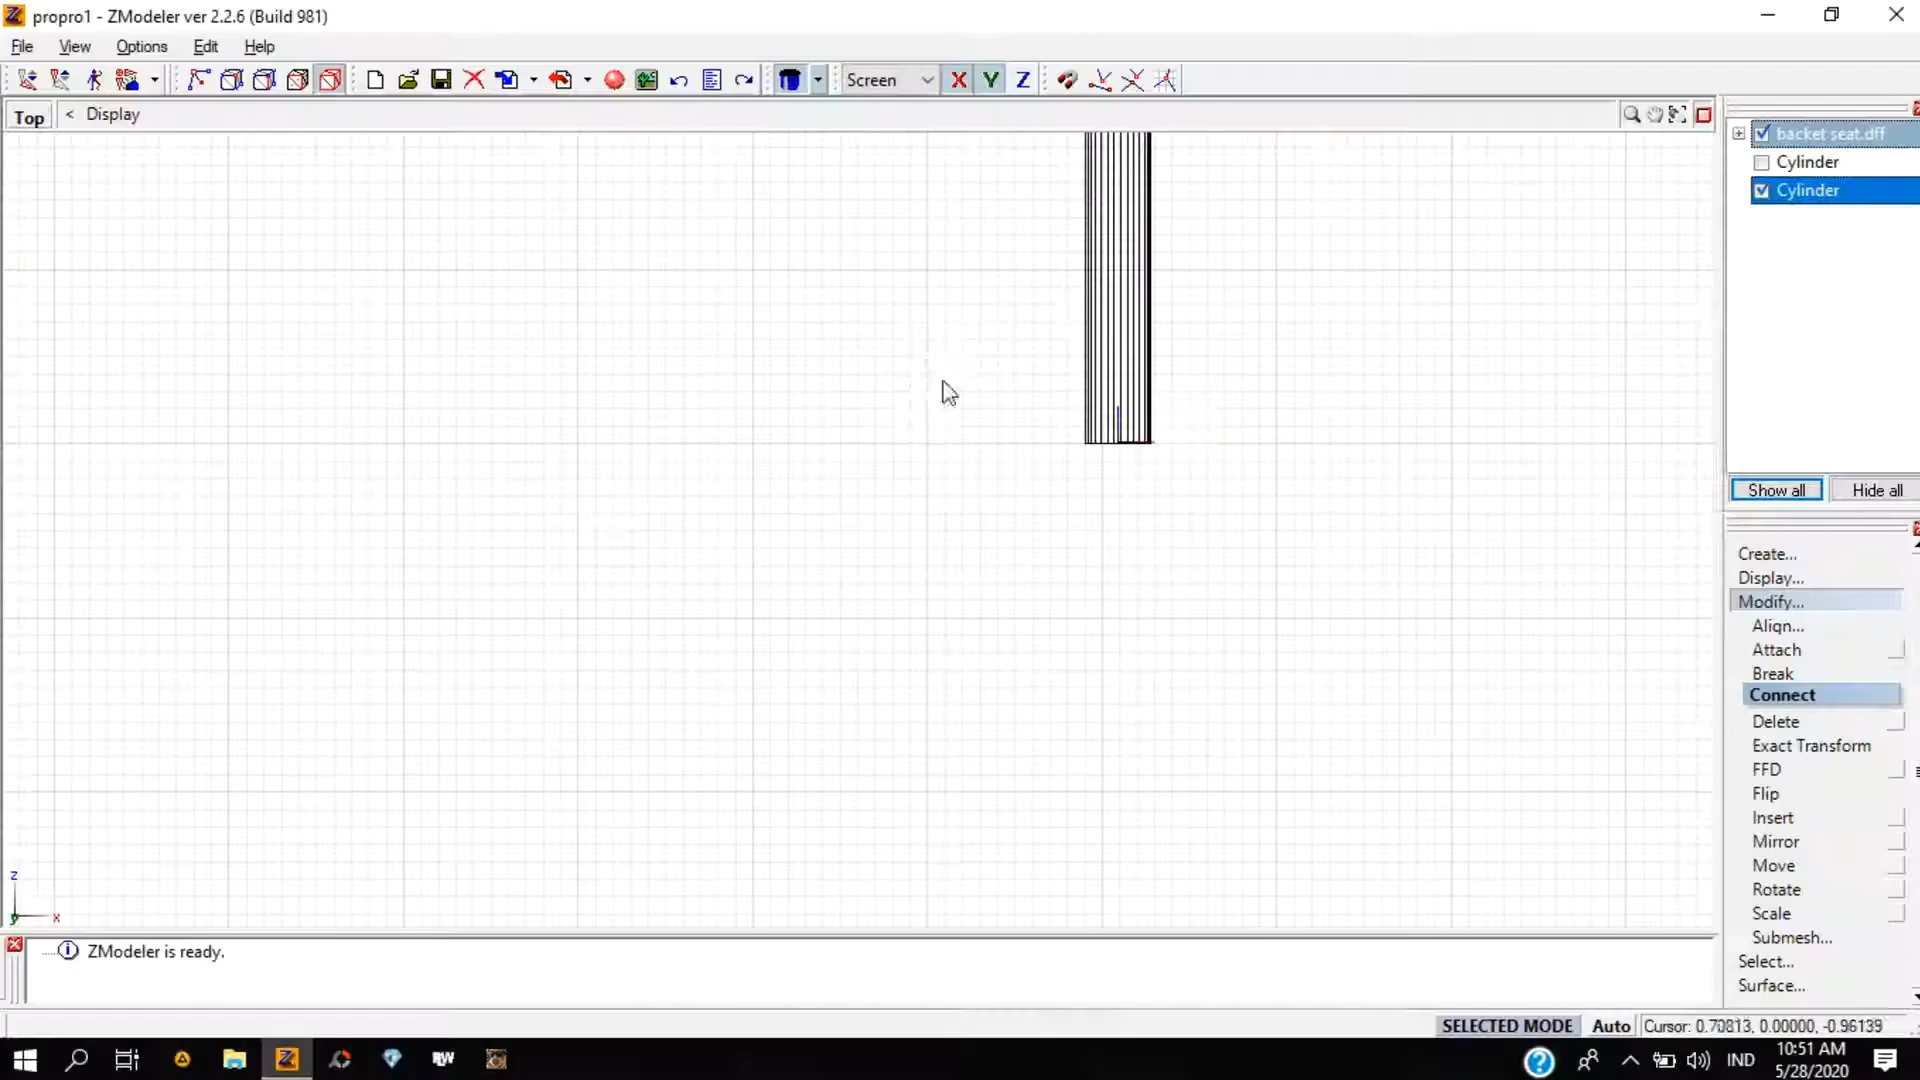 propro1 - ZModeler ver 2.2.6 (Build 981)
File View Options Edit Help
Screen X Y Z
Top < Display
backet seat.dff
Cylinder
Cylinder
Show all Hide all
Create...
Display...
Modify...
Align...
Attach
Break
Connect
Delete
Exact Transform
FFD
Flip
Insert
Mirror
Move
Rotate
Scale
Submesh...
Select...
Surface...
z
y x
ZModeler is ready.
SELECTED MODE Auto Cursor: 0.70813, 0.00000, -0.96139
RW IND 10:51 AM
5/28/2020